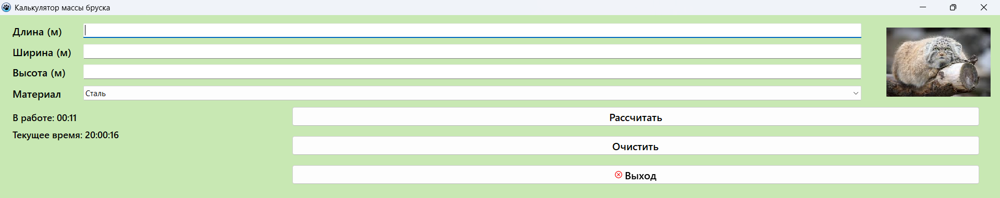 Калькулятор массы бруска
Длина (м)
Ширина (м)
Высота (м)
Материал Сталь
В работе: 00:11
Текущее время: 20:00:16
Рассчитать
Очистить
Выход